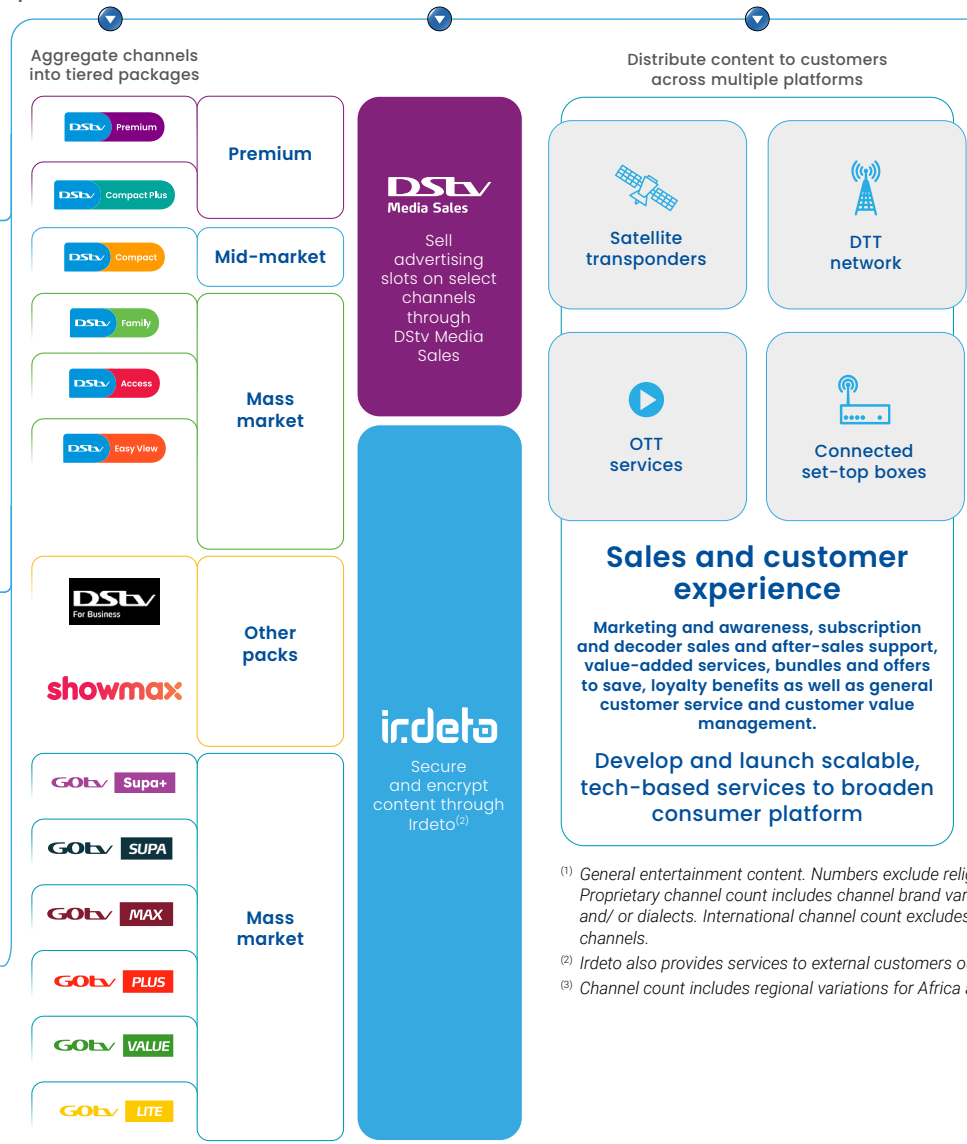 Aggregate channels
into tiered packages
DStv Premium
DStv Compact Plus
Premium
DStv Compact
Mid-market
DStv Family
DStv Access
DStv Easy View
Mass
market
DStv
For Business
showmax
Other
packs
GOtv Supa+
GOtv SUPA
GOtv MAX
GOtv PLUS
GOtv VALUE
GOtv LITE
Mass
market
DStv
Media Sales
Sell
advertising
slots on select
channels
through
DStv Media
Sales
irdeto
Secure
and encrypt
content through
Irdeto(2)
Distribute content to customers
across multiple platforms
Satellite
transponders
DTT
network
OTT
services
Connected
set-top boxes
Sales and customer
experience
Marketing and awareness, subscription
and decoder sales and after-sales support,
value-added services, bundles and offers
to save, loyalty benefits as well as general
customer service and customer value
management.
Develop and launch scalable,
tech-based services to broaden
consumer platform
(1) General entertainment content. Numbers exclude relig
Proprietary channel count includes channel brand var
and/ or dialects. International channel count excludes
channels.
(2) Irdeto also provides services to external customers o
(3) Channel count includes regional variations for Africa a